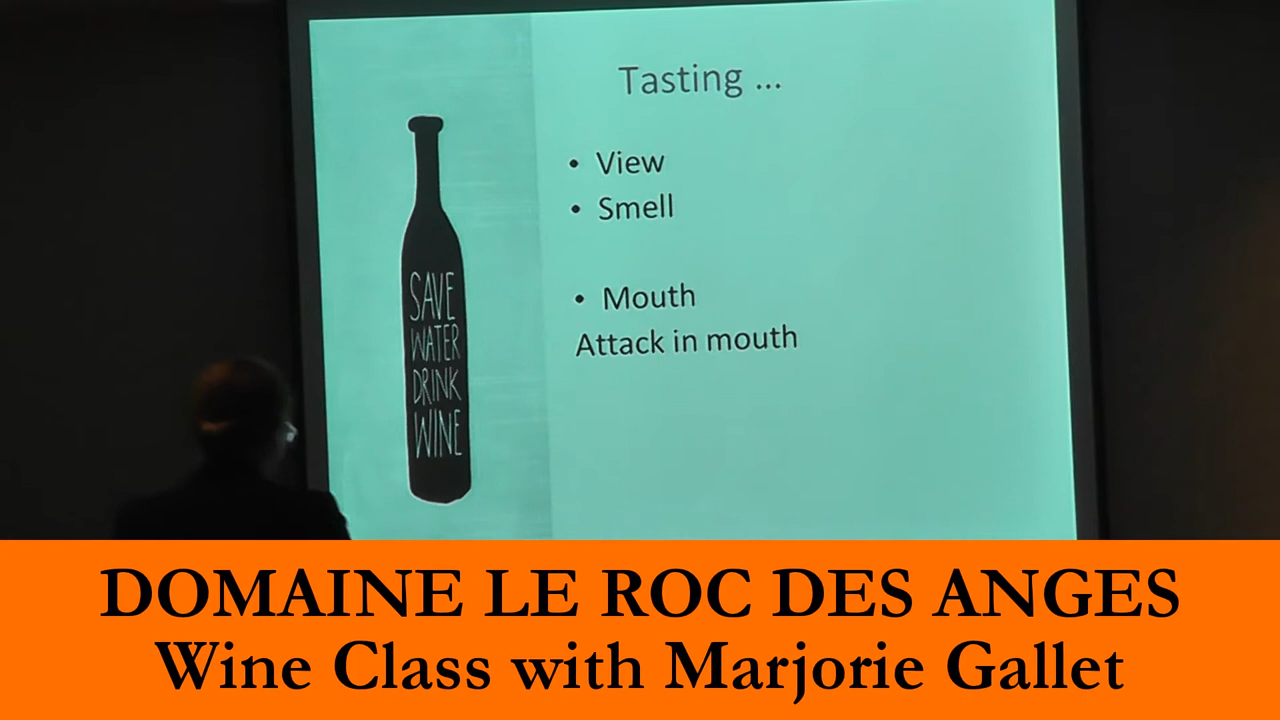 Tasting ...
• View
• Smell
• Mouth
Attack in mouth
SAVE
WATER
DRINK
WINE
DOMAINE LE ROC DES ANGES
Wine Class with Marjorie Gallet